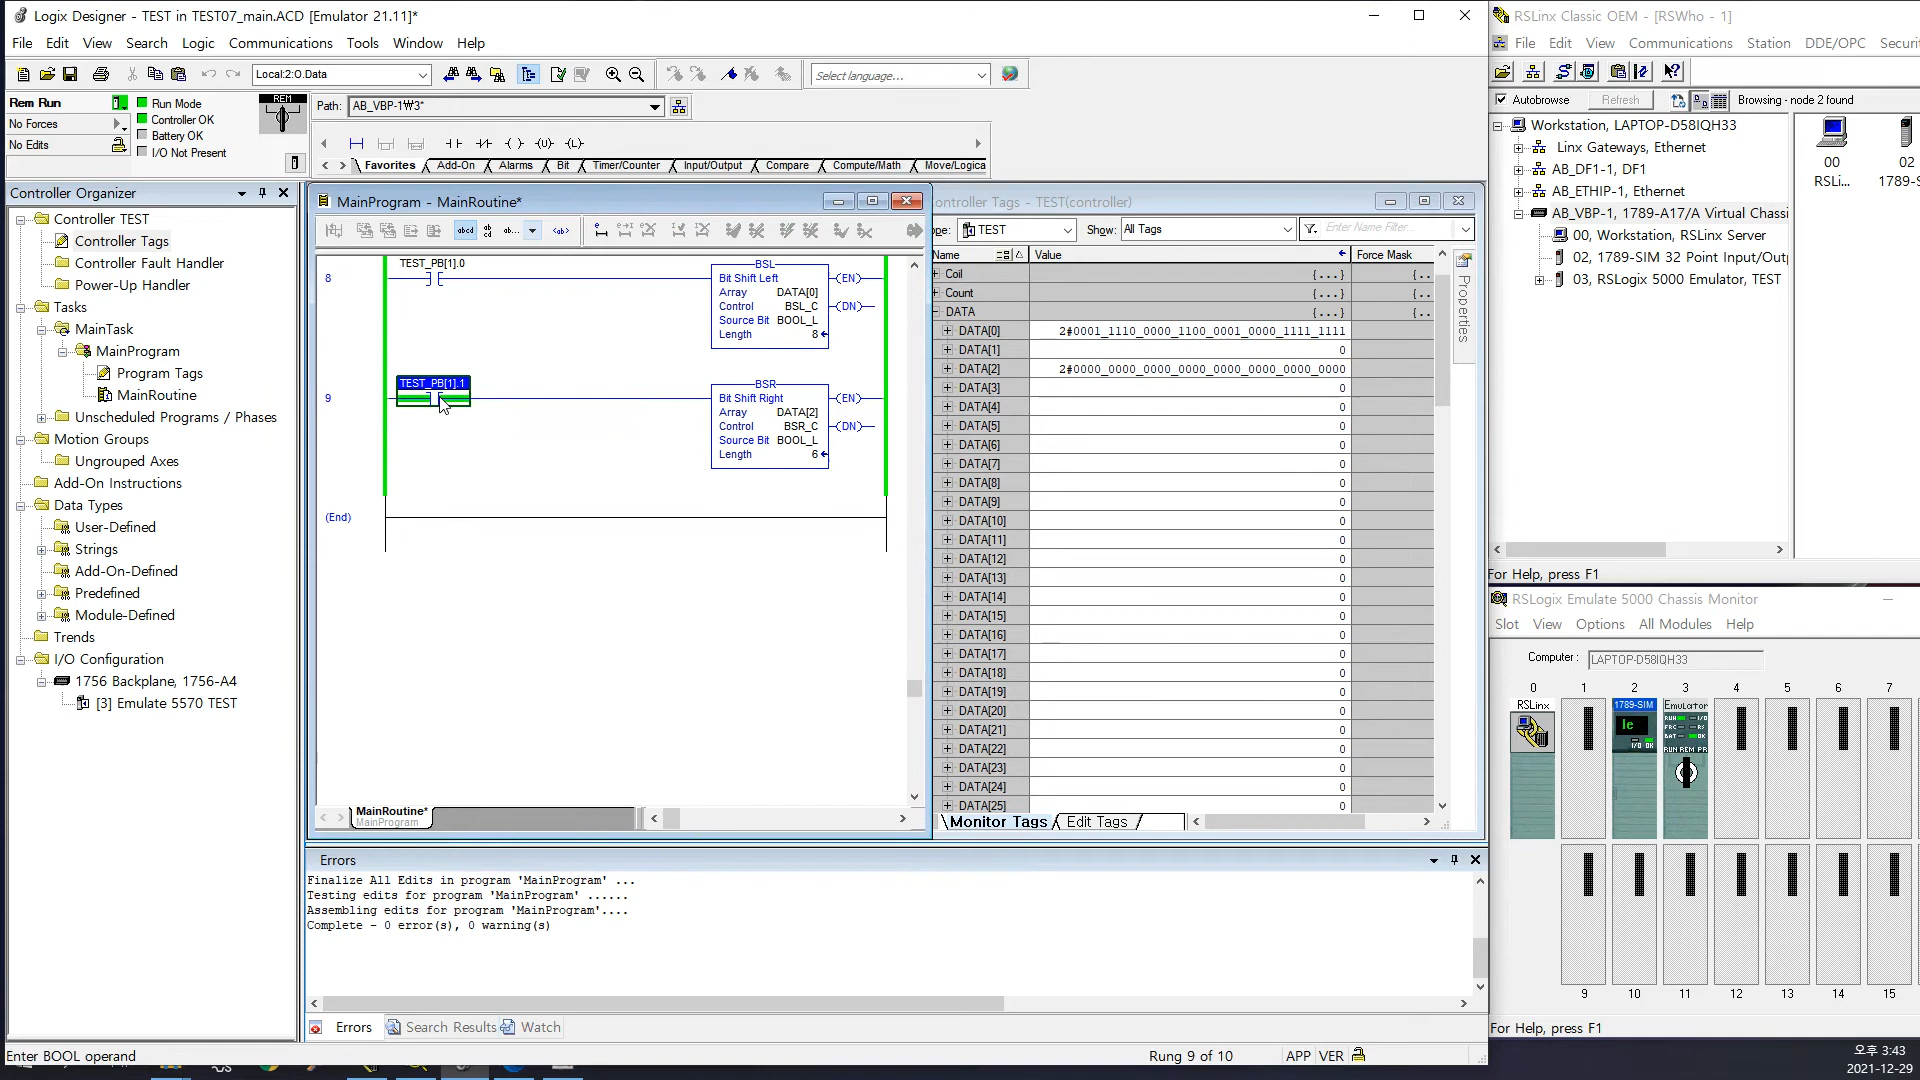 Logix Designer - TEST in TEST07_main.ACD [Emulator 21.11]*
File Edit View Search Logic Communications Tools Window Help
Local:2:O.Data
Select language...
Rem Run
No Forces
No Edits
Run Mode
Controller OK
Battery OK
I/O Not Present
REM
Path: AB_VBP-1₩3*
Favorites Add-On Alarms Bit Timer/Counter Input/Output Compare Compute/Math Move/Logica
Controller Organizer
Controller TEST
Controller Tags
Controller Fault Handler
Power-Up Handler
Tasks
MainTask
MainProgram
Program Tags
MainRoutine
Unscheduled Programs / Phases
Motion Groups
Ungrouped Axes
Add-On Instructions
Data Types
User-Defined
Strings
Add-On-Defined
Predefined
Module-Defined
Trends
I/O Configuration
1756 Backplane, 1756-A4
[3] Emulate 5570 TEST
MainProgram - MainRoutine*
8
TEST_PB[1].0
BSL
Bit Shift Left
Array DATA[0]
Control BSL_C
Source Bit BOOL_L
Length 8
EN
DN
9
TEST_PB[1].1
BSR
Bit Shift Right
Array DATA[2]
Control BSR_C
Source Bit BOOL_L
Length 6
EN
DN
(End)
MainRoutine*
MainProgram
ontroller Tags - TEST(controller)
ope: TEST Show: All Tags Enter Name Filter...
Name Value Force Mask
Coil {...} {..
Count {...} {..
DATA {...} {..
DATA[0] 2#0001_1110_0000_1100_0001_0000_1111_1111
DATA[1] 0
DATA[2] 2#0000_0000_0000_0000_0000_0000_0000_0000
DATA[3] 0
DATA[4] 0
DATA[5] 0
DATA[6] 0
DATA[7] 0
DATA[8] 0
DATA[9] 0
DATA[10] 0
DATA[11] 0
DATA[12] 0
DATA[13] 0
DATA[14] 0
DATA[15] 0
DATA[16] 0
DATA[17] 0
DATA[18] 0
DATA[19] 0
DATA[20] 0
DATA[21] 0
DATA[22] 0
DATA[23] 0
DATA[24] 0
DATA[25] 0
Monitor Tags Edit Tags
Properties
Errors
Finalize All Edits in program 'MainProgram' ...
Testing edits for program 'MainProgram' ......
Assembling edits for program 'MainProgram'....
Complete - 0 error(s), 0 warning(s)
Errors Search Results Watch
Enter BOOL operand
Rung 9 of 10 APP VER
RSLinx Classic OEM - [RSWho - 1]
File Edit View Communications Station DDE/OPC Securi
Autobrowse Refresh Browsing - node 2 found
Workstation, LAPTOP-D58IQH33
Linx Gateways, Ethernet
AB_DF1-1, DF1
AB_ETHIP-1, Ethernet
AB_VBP-1, 1789-A17/A Virtual Chassi
00, Workstation, RSLinx Server
02, 1789-SIM 32 Point Input/Outp
03, RSLogix 5000 Emulator, TEST
00
RSLi...
02
1789-S
For Help, press F1
RSLogix Emulate 5000 Chassis Monitor
Slot View Options All Modules Help
Computer : LAPTOP-D58IQH33
0 1 2 3 4 5 6 7
RSLinx
1789-SIM
Emulator
9 10 11 12 13 14 15
For Help, press F1
오후 3:43
2021-12-29